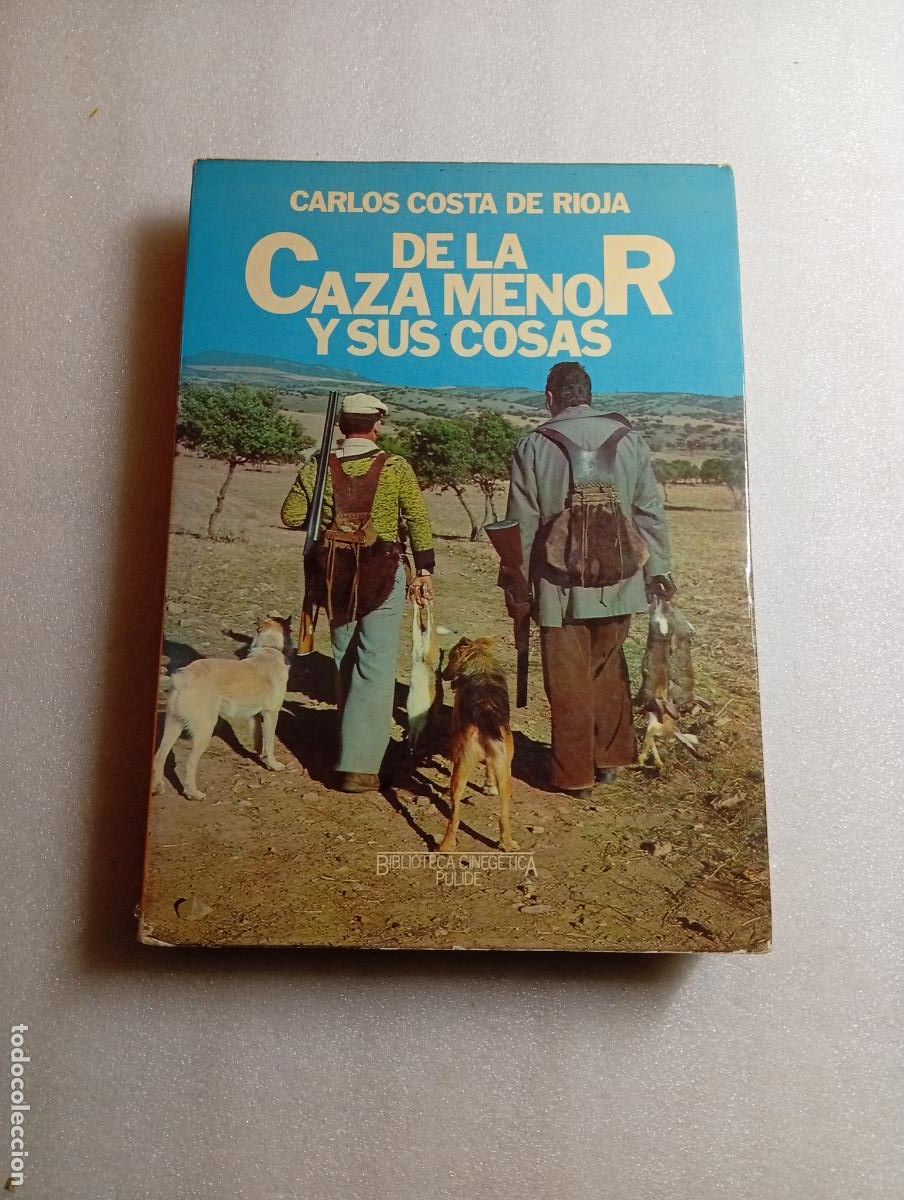 CARLOS COSTA DE RIOJA
DE LA
CAZA MENOR
Y SUS COSAS
BIBLIOTECA CINEGÉTICA
PULIDE
todocoleccion